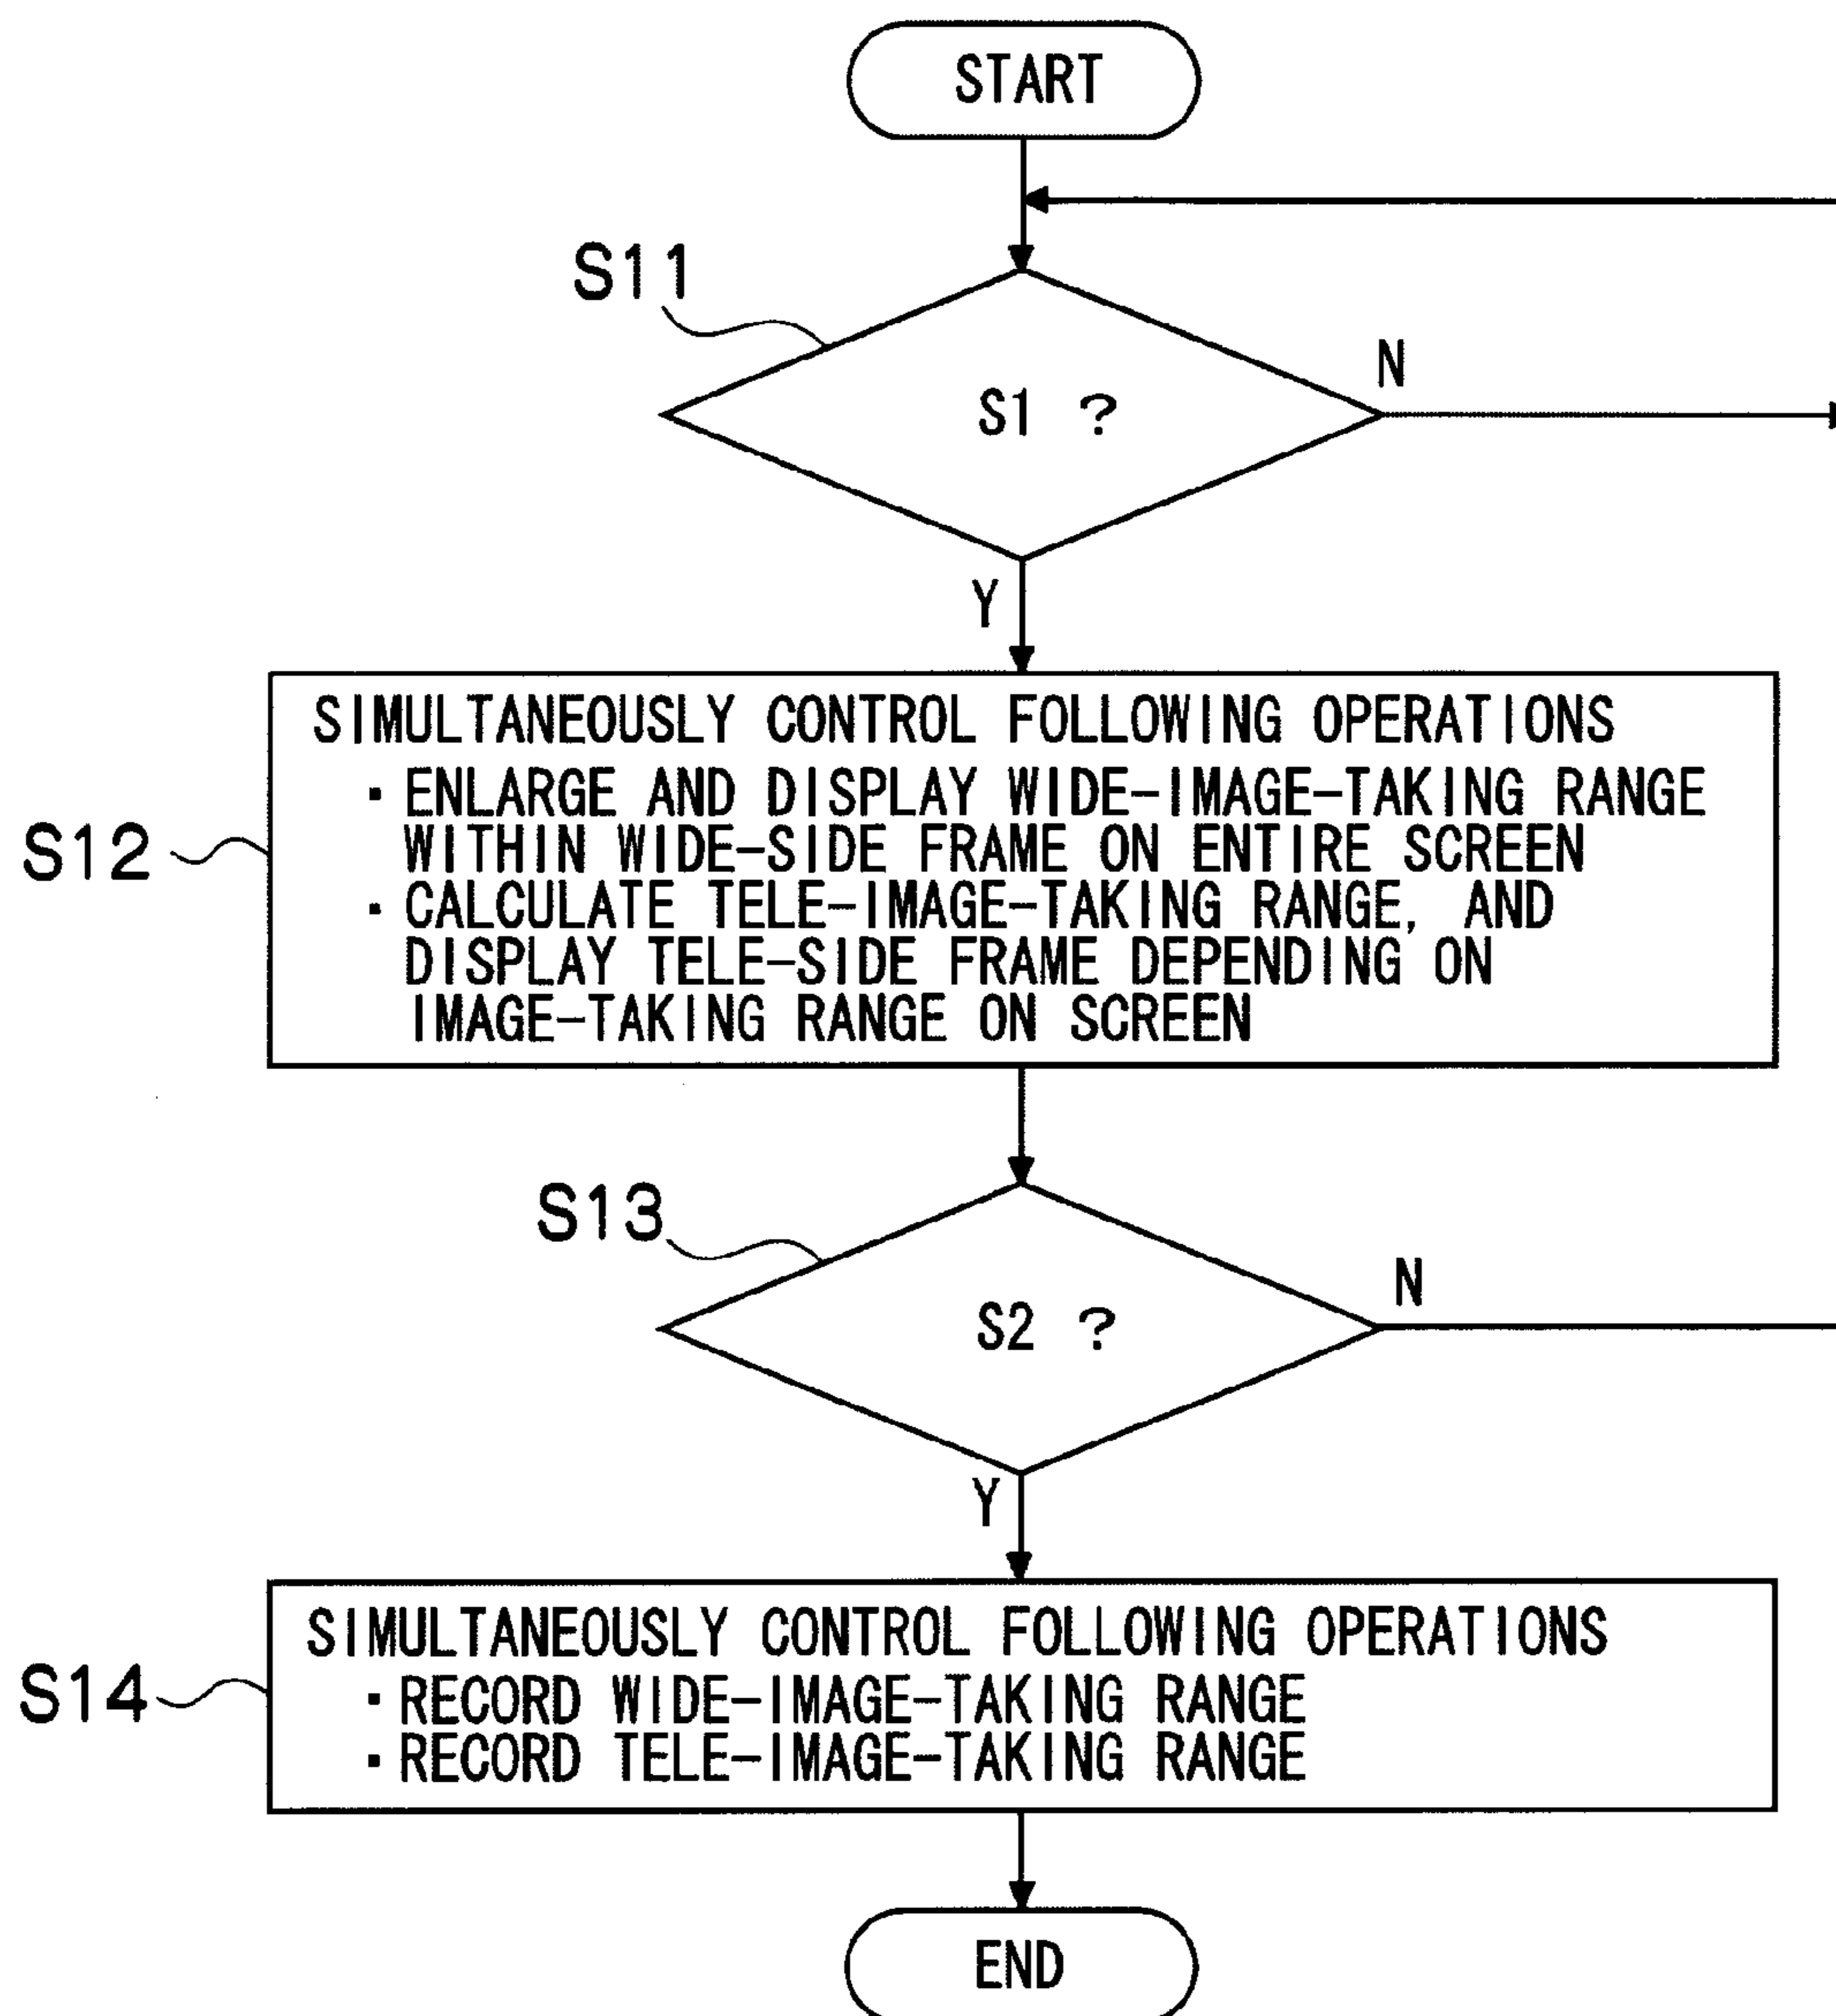 START
S11
S1 ?
N
Y
SIMULTANEOUSLY CONTROL FOLLOWING OPERATIONS
· ENLARGE AND DISPLAY WIDE-IMAGE-TAKING RANGE
WITHIN WIDE-SIDE FRAME ON ENTIRE SCREEN
· CALCULATE TELE-IMAGE-TAKING RANGE, AND
DISPLAY TELE-SIDE FRAME DEPENDING ON
IMAGE-TAKING RANGE ON SCREEN
S12
S13
S2 ?
N
Y
SIMULTANEOUSLY CONTROL FOLLOWING OPERATIONS
· RECORD WIDE-IMAGE-TAKING RANGE
· RECORD TELE-IMAGE-TAKING RANGE
S14
END